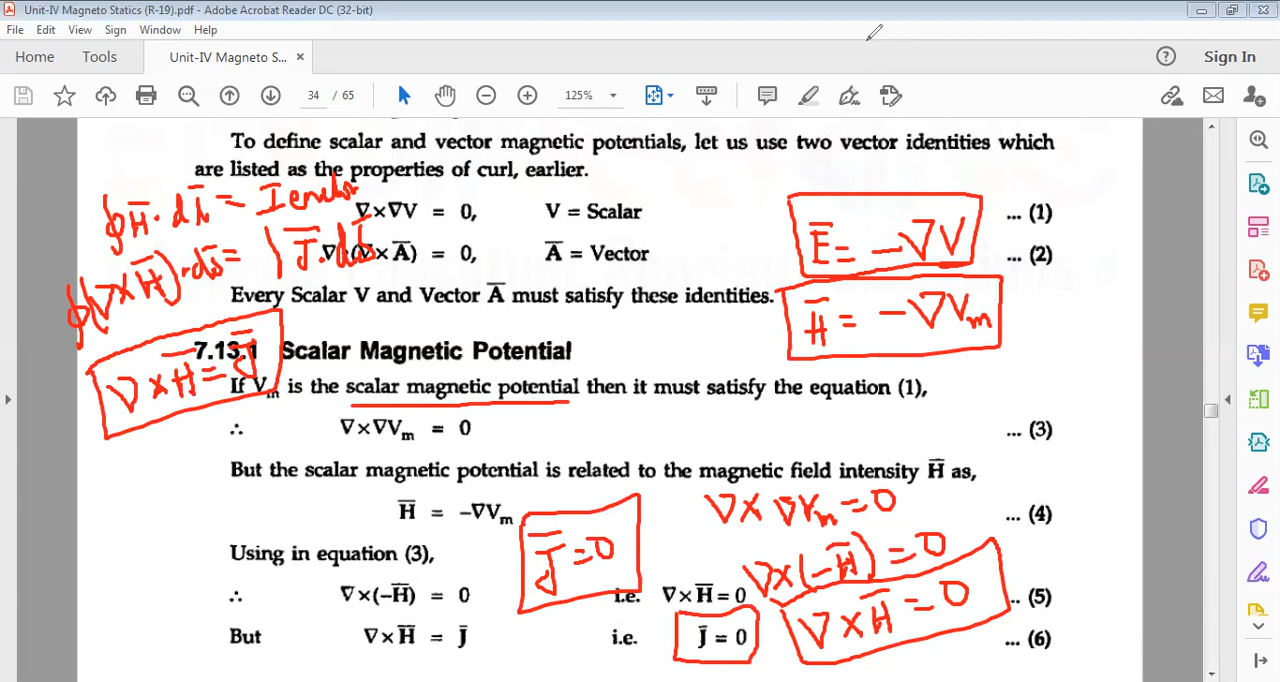 Unit-IV Magneto Statics (R-19).pdf - Adobe Acrobat Reader DC (32-bit)
File Edit View Sign Window Help
Home Tools Unit-IV Magneto S... × ? Sign In
34 / 65 125%
To define scalar and vector magnetic potentials, let us use two vector identities which
are listed as the properties of curl, earlier.
∮H̄·dL̄ = I
∇×∇V = 0, V = Scalar ... (1)
Ē = -∇V
∇·(∇×Ā) = 0, Ā = Vector ... (2)
∮(∇×H̄)·ds̄ = ∫J̄·ds̄
Every Scalar V and Vector Ā must satisfy these identities.
H̄ = -∇Vm
∇×H̄ = J̄
7.13.1 Scalar Magnetic Potential
If Vm is the scalar magnetic potential then it must satisfy the equation (1),
∴ ∇×∇Vm = 0 ... (3)
But the scalar magnetic potential is related to the magnetic field intensity H̄ as,
∇×∇Vm = 0
H̄ = -∇Vm ... (4)
J̄ = 0
Using in equation (3),
∇×(-H̄) = 0
∴ ∇×(-H̄) = 0 i.e. ∇×H̄ = 0 .. (5)
∇×H̄ = 0
But ∇×H̄ = J̄ i.e. J̄ = 0 ... (6)